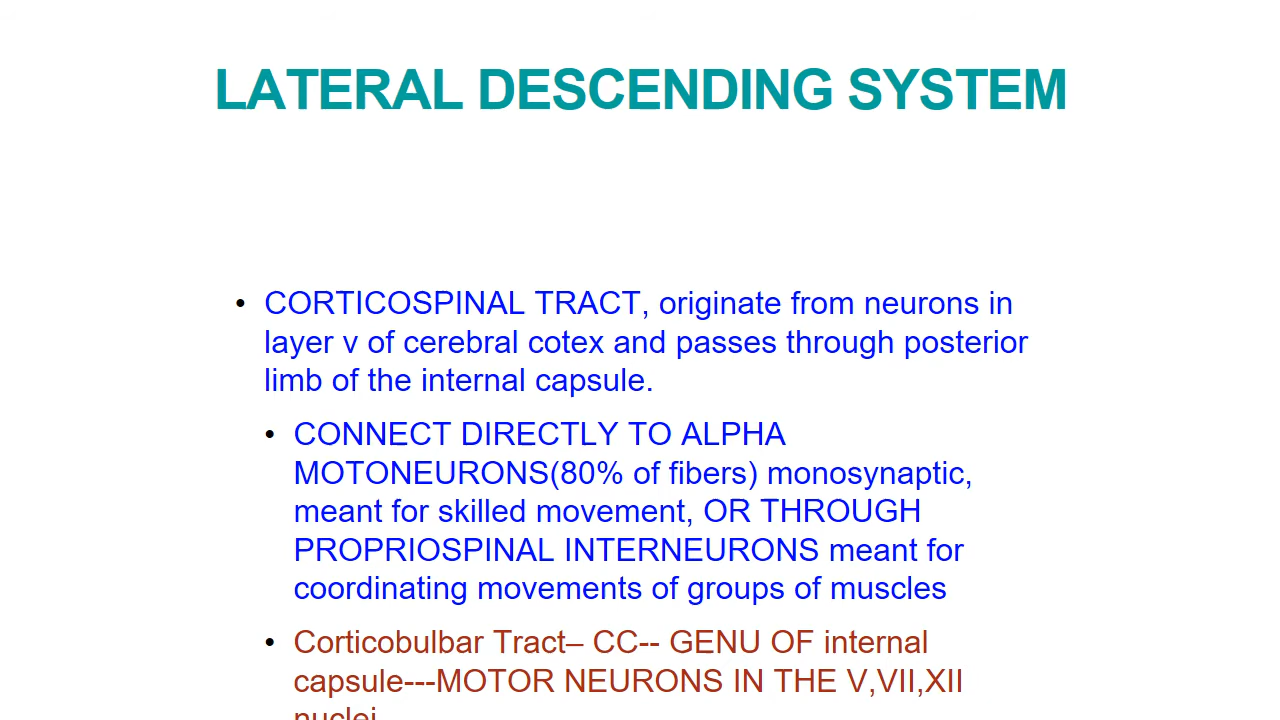 LATERAL DESCENDING SYSTEM
• CORTICOSPINAL TRACT, originate from neurons in
layer v of cerebral cotex and passes through posterior
limb of the internal capsule.
• CONNECT DIRECTLY TO ALPHA
MOTONEURONS(80% of fibers) monosynaptic,
meant for skilled movement, OR THROUGH
PROPRIOSPINAL INTERNEURONS meant for
coordinating movements of groups of muscles
• Corticobulbar Tract– CC-- GENU OF internal
capsule---MOTOR NEURONS IN THE V,VII,XII
nuclei